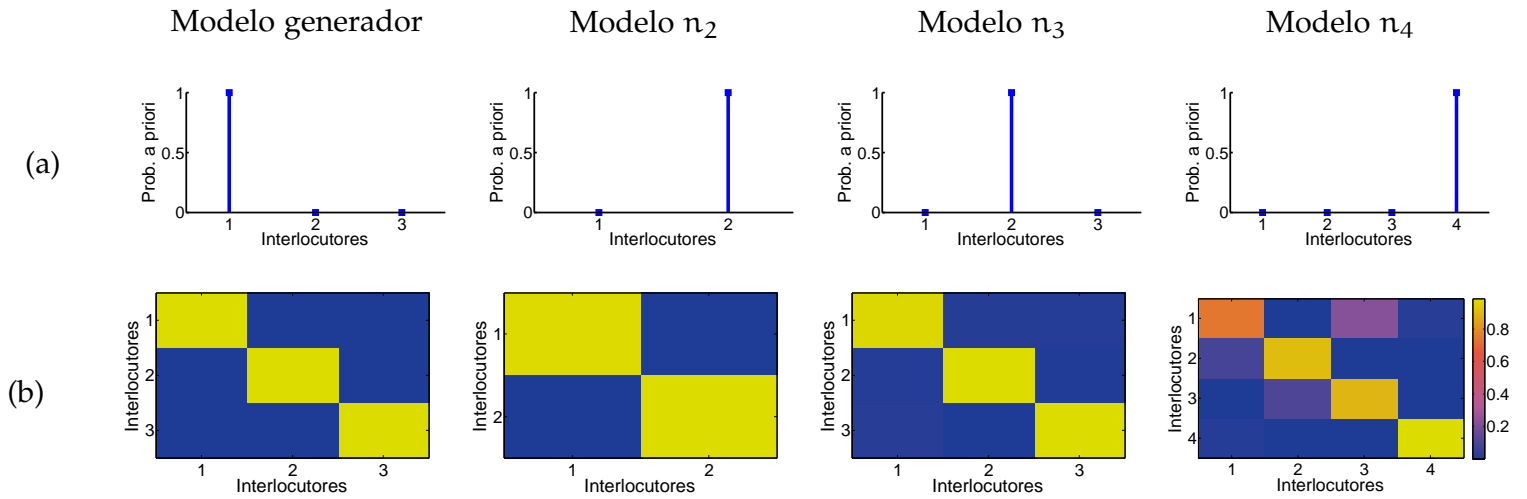 Modelo generador
Modelo n₂
Modelo n₃
Modelo n₄
(a)
Prob. a priori
1
0.5
0
1 2 3
Interlocutores
Prob. a priori
1
0.5
0
1 2
Interlocutores
Prob. a priori
1
0.5
0
1 2 3
Interlocutores
Prob. a priori
1
0.5
0
1 2 3 4
Interlocutores
(b)
Interlocutores
1
2
3
1 2 3
Interlocutores
Interlocutores
1
2
1 2
Interlocutores
Interlocutores
1
2
3
1 2 3
Interlocutores
Interlocutores
1
2
3
4
1 2 3 4
Interlocutores
0.8
0.6
0.4
0.2